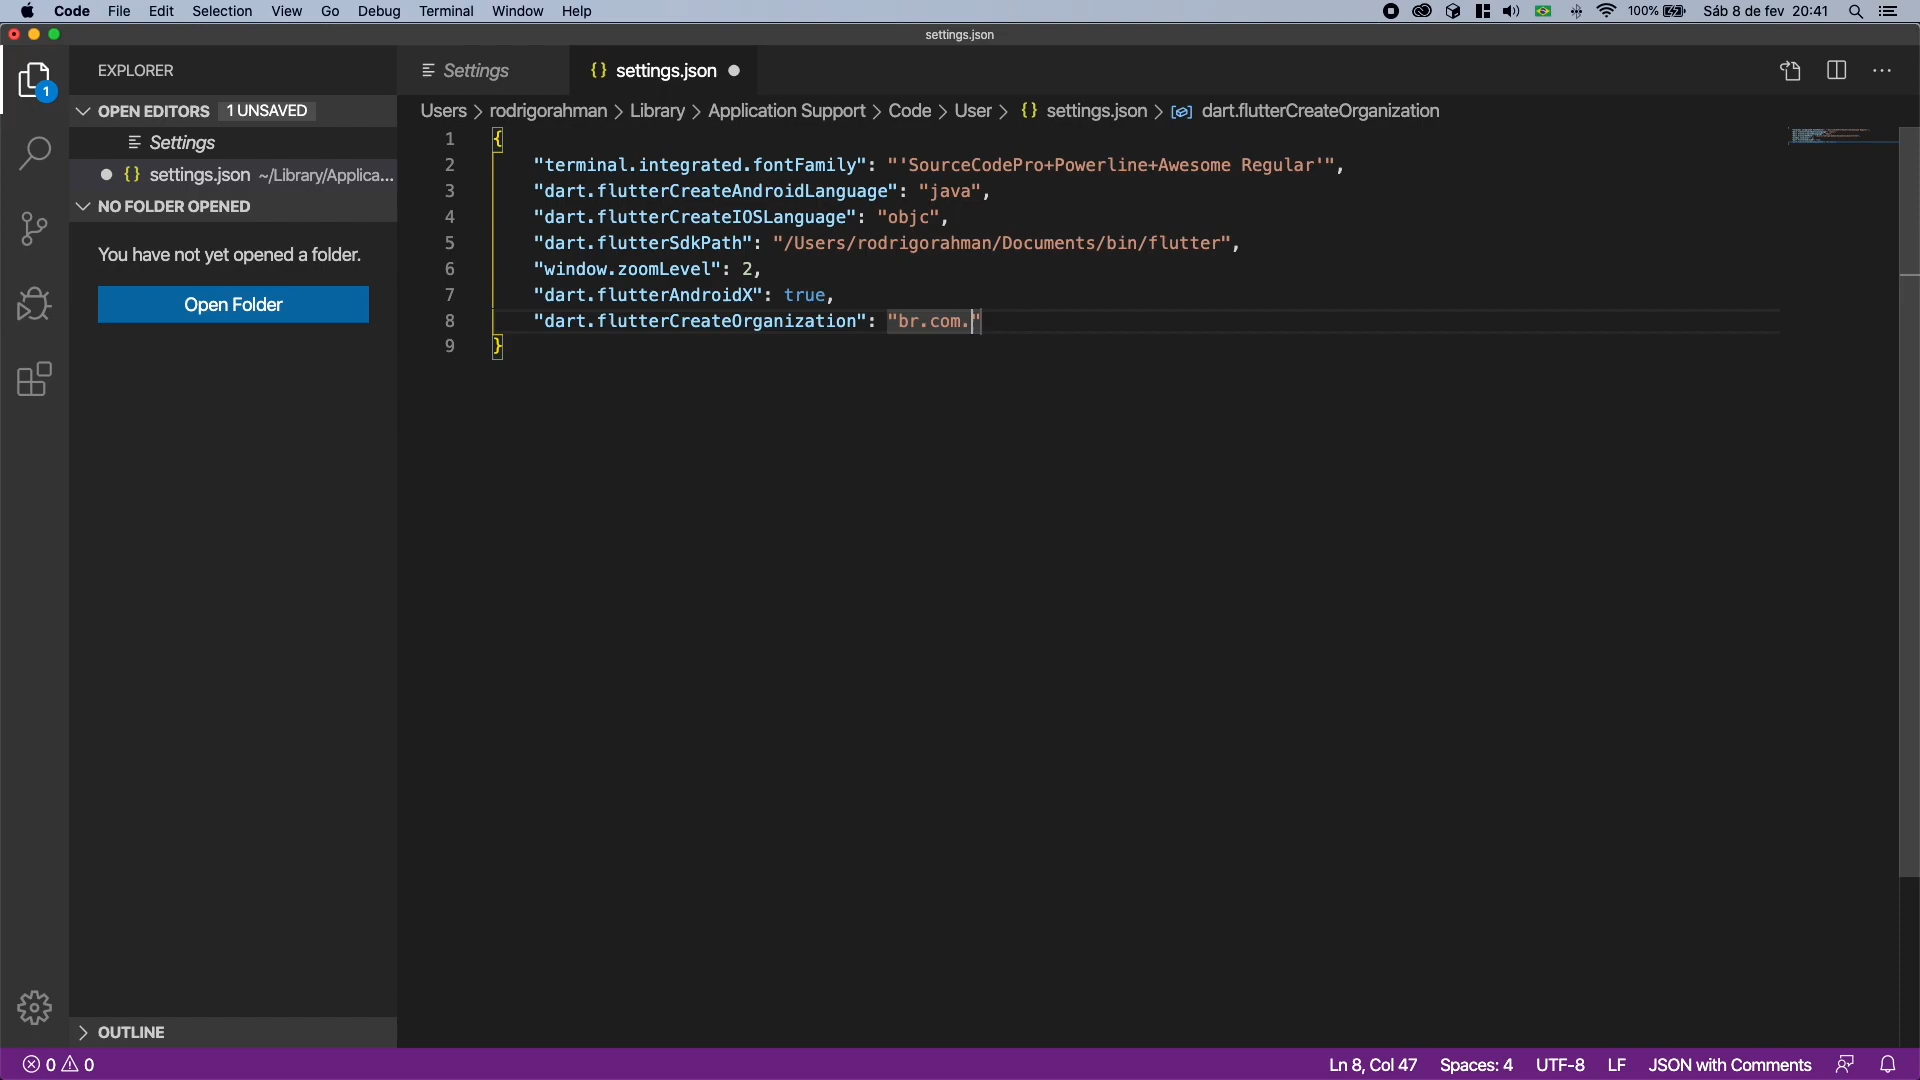 Code File Edit Selection View Go Debug Terminal Window Help 100% Sáb 8 de fev 20:41
settings.json
EXPLORER
1
OPEN EDITORS 1 UNSAVED
Settings
{} settings.json ~/Library/Applica...
NO FOLDER OPENED
You have not yet opened a folder.
Open Folder
OUTLINE
Settings {} settings.json
Users > rodrigorahman > Library > Application Support > Code > User > {} settings.json > dart.flutterCreateOrganization
1 {
2 "terminal.integrated.fontFamily": "'SourceCodePro+Powerline+Awesome Regular'",
3 "dart.flutterCreateAndroidLanguage": "java",
4 "dart.flutterCreateIOSLanguage": "objc",
5 "dart.flutterSdkPath": "/Users/rodrigorahman/Documents/bin/flutter",
6 "window.zoomLevel": 2,
7 "dart.flutterAndroidX": true,
8 "dart.flutterCreateOrganization": "br.com."
9 }
0 0 Ln 8, Col 47 Spaces: 4 UTF-8 LF JSON with Comments